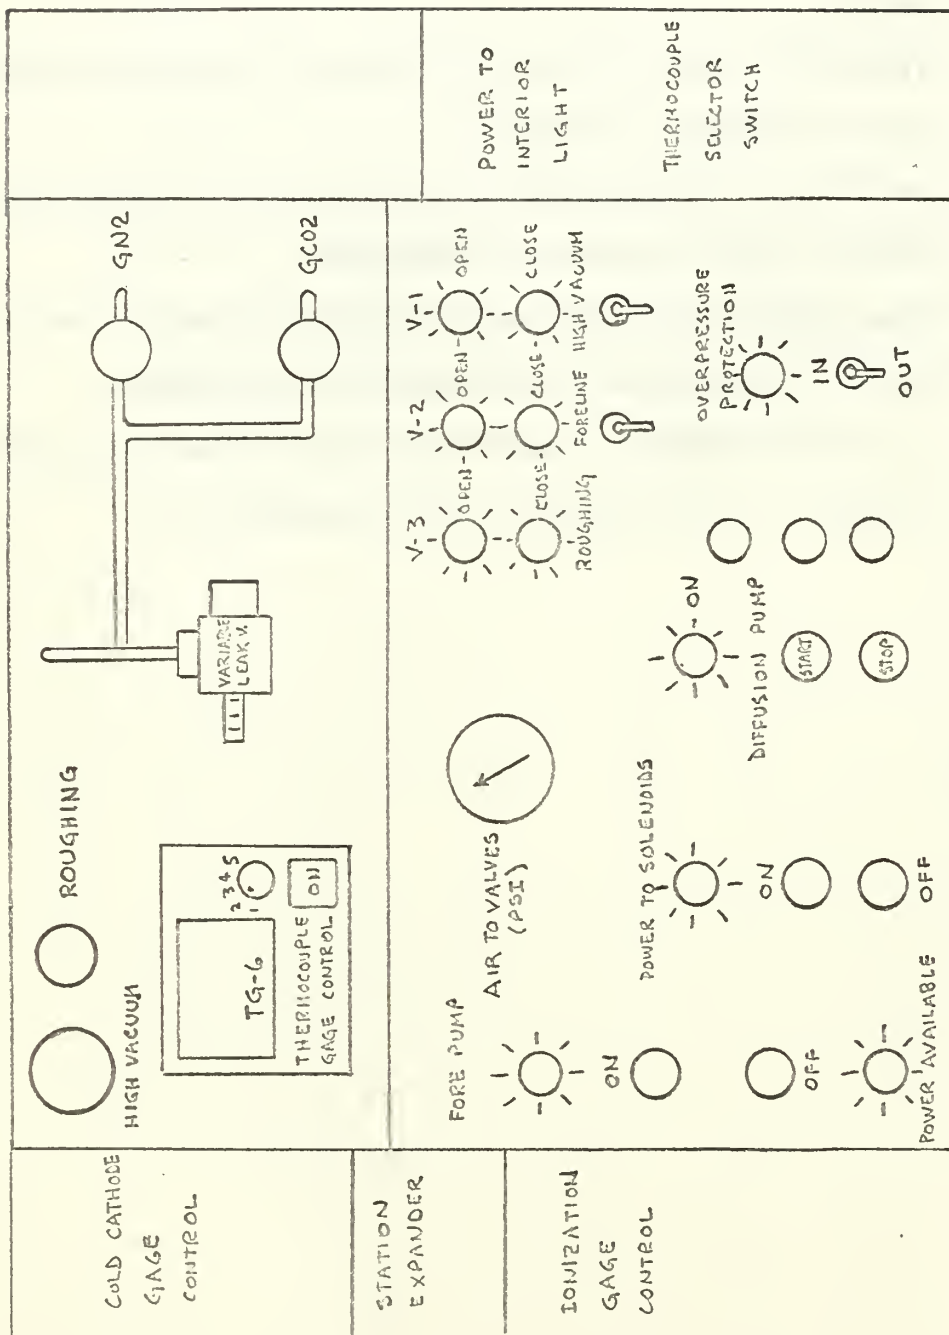 COLD CATHODE
GAGE
CONTROL
STATION
EXPANDER
IONIZATION
GAGE
CONTROL
HIGH VACUUM
ROUGHING
TG-6
1 2 3 4 5
ON
THERMOCOUPLE
GAGE CONTROL
VARIABLE
LEAK V.
GN2
GCO2
FORE PUMP
ON
OFF
POWER AVAILABLE
AIR TO VALVES
(PSI)
POWER TO SOLENOIDS
ON
OFF
V-3
V-2
V-1
OPEN
OPEN
OPEN
CLOSE
CLOSE
CLOSE
ROUGHING
FORELINE
HIGH VACUUM
ON
DIFFUSION PUMP
START
STOP
OVERPRESSURE
PROTECTION
IN
OUT
POWER TO
INTERIOR
LIGHT
THERMOCOUPLE
SELECTOR
SWITCH